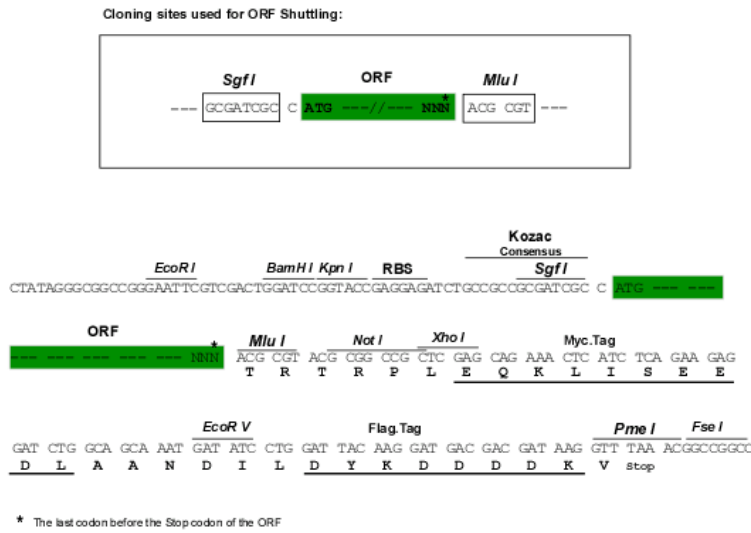 Cloning sites used for ORF Shuttling:
Sgf I ORF Mlu I
--- GCGATCGC C ATG ---//--- NNN* ACG CGT ---
Kozac
Consensus
EcoR I BamH I Kpn I RBS Sgf I
CTATAGGGCGGCCGGGAATTCGTCGACTGGATCCGGTACCGAGGAGATCTGCCGCCGCGATCGC C ATG --- ---
ORF Mlu I Not I Xho I Myc.Tag
--- --- --- --- --- --- NNN* ACG CGT ACG CGG CCG CTC GAG CAG AAA CTC ATC TCA GAA GAG
T R T R P L E Q K L I S E E
EcoR V Flag.Tag Pme I Fse I
GAT CTG GCA GCA AAT GAT ATC CTG GAT TAC AAG GAT GAC GAC GAT AAG GTT TAA ACGGCCGGCC
D L A A N D I L D Y K D D D D K V Stop
* The last codon before the Stop codon of the ORF